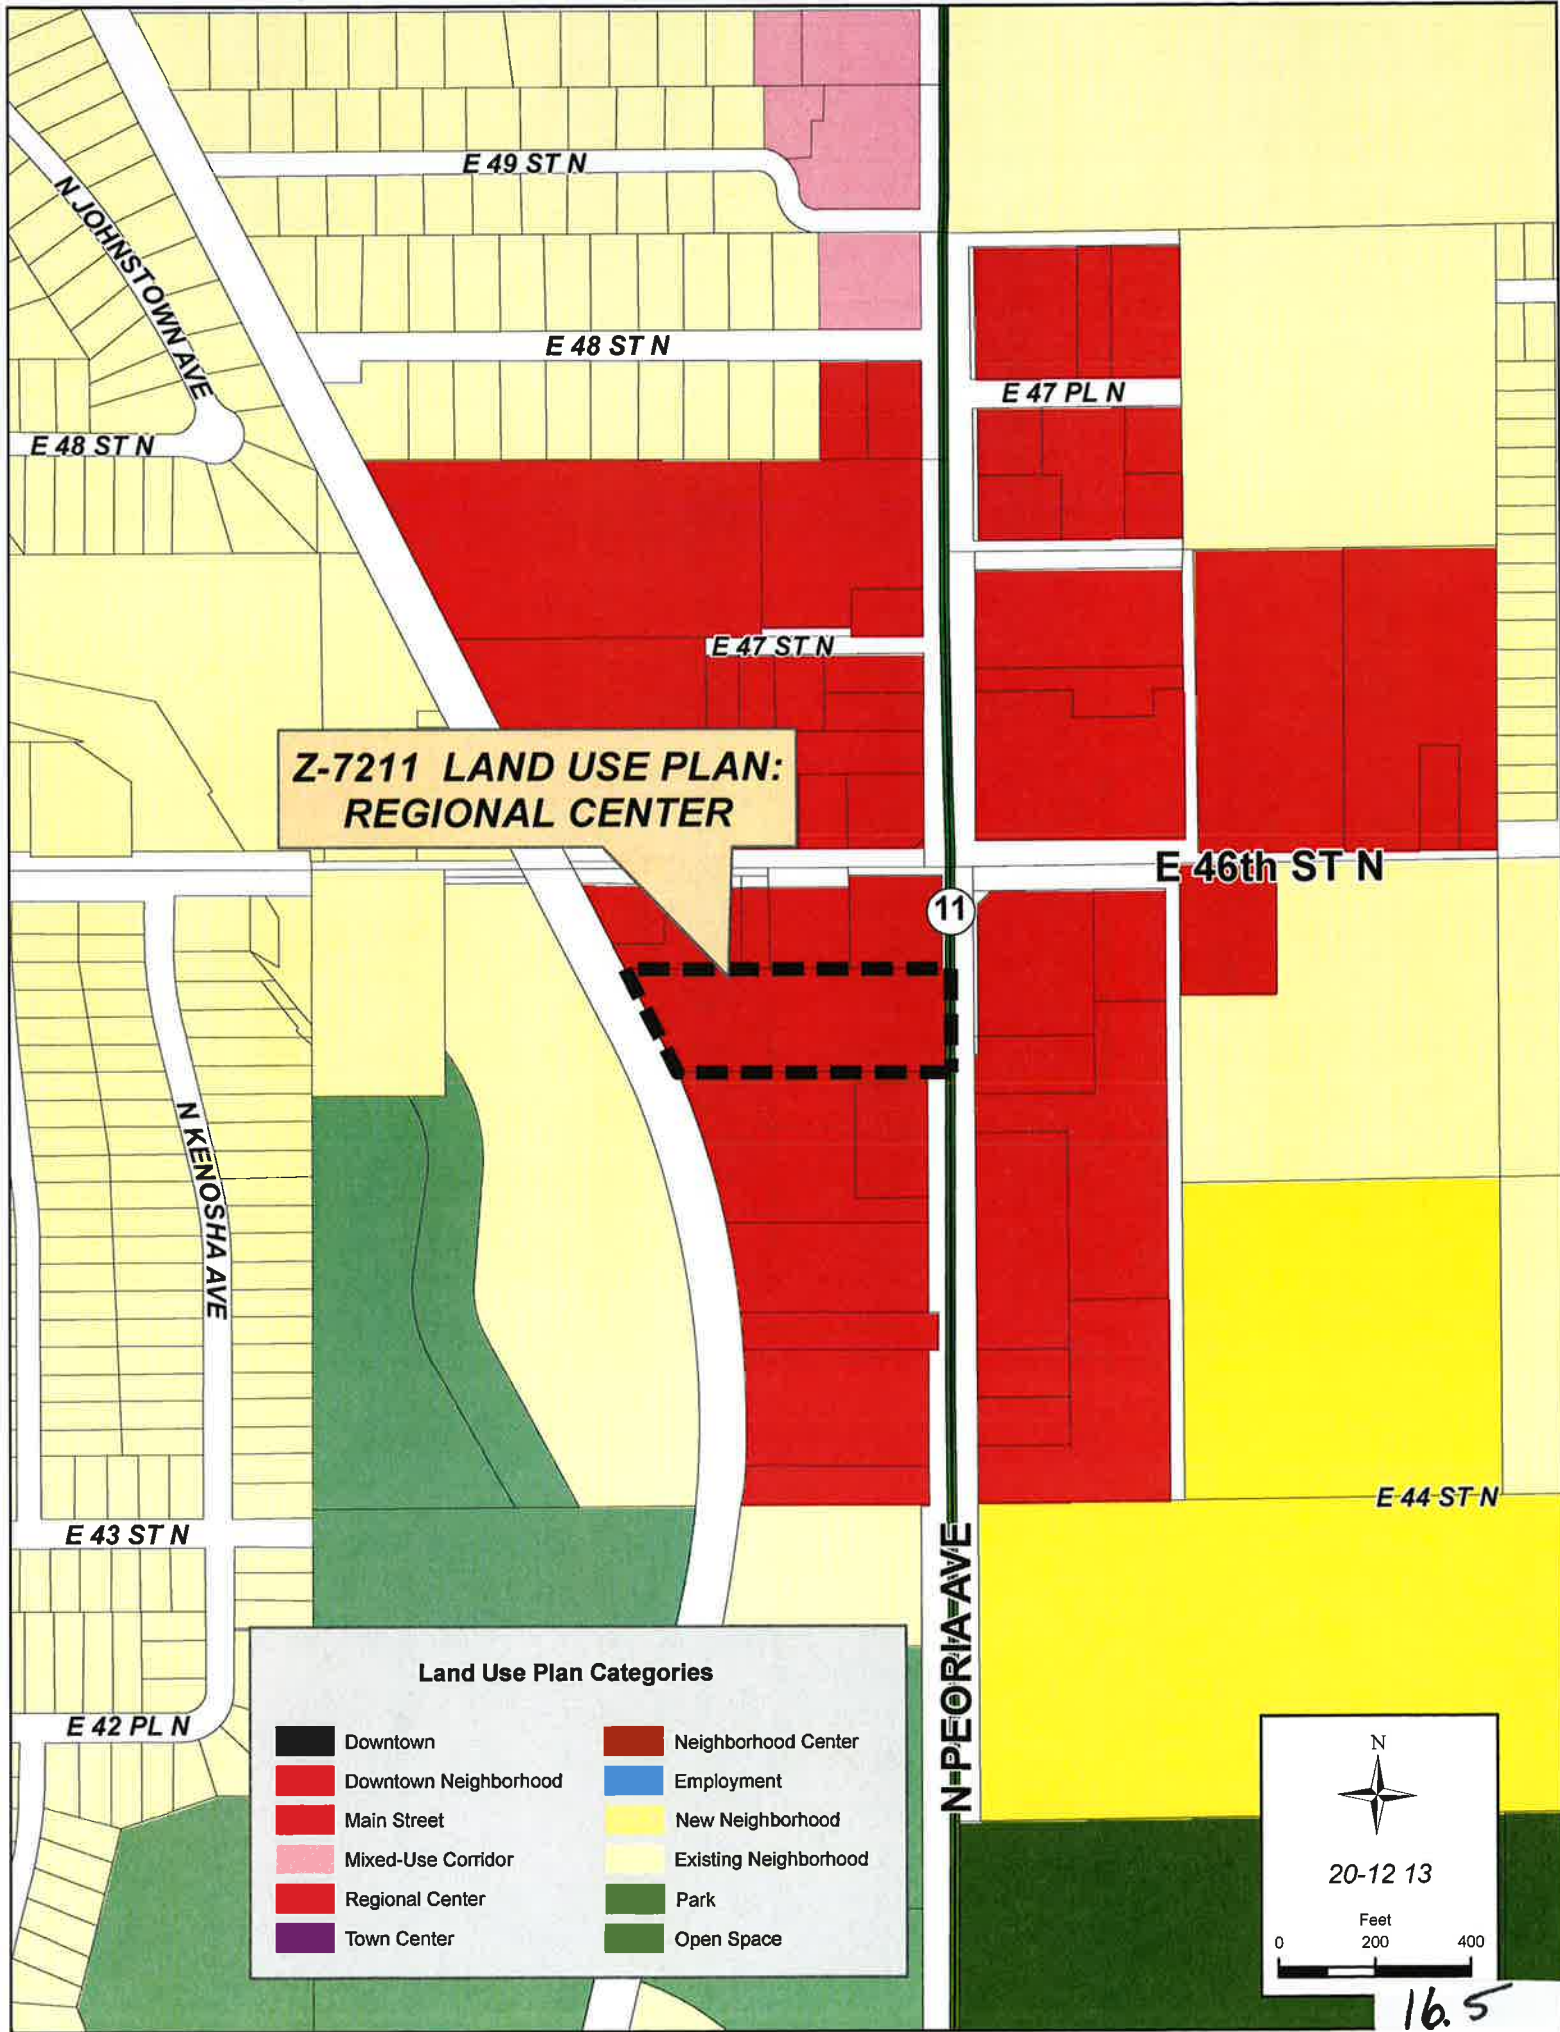 E 49 ST N
N JOHNSTOWN AVE
E 48 ST N
E 47 PL N
E 48 ST N
E 47 ST N
Z-7211 LAND USE PLAN:
REGIONAL CENTER
E 46th ST N
11
N KENOSHA AVE
E 44 ST N
E 43 ST N
N PEORIA AVE
E 42 PL N
Land Use Plan Categories
Downtown
Downtown Neighborhood
Main Street
Mixed-Use Corridor
Regional Center
Town Center
Neighborhood Center
Employment
New Neighborhood
Existing Neighborhood
Park
Open Space
N
20-12 13
Feet
0 200 400
16.5